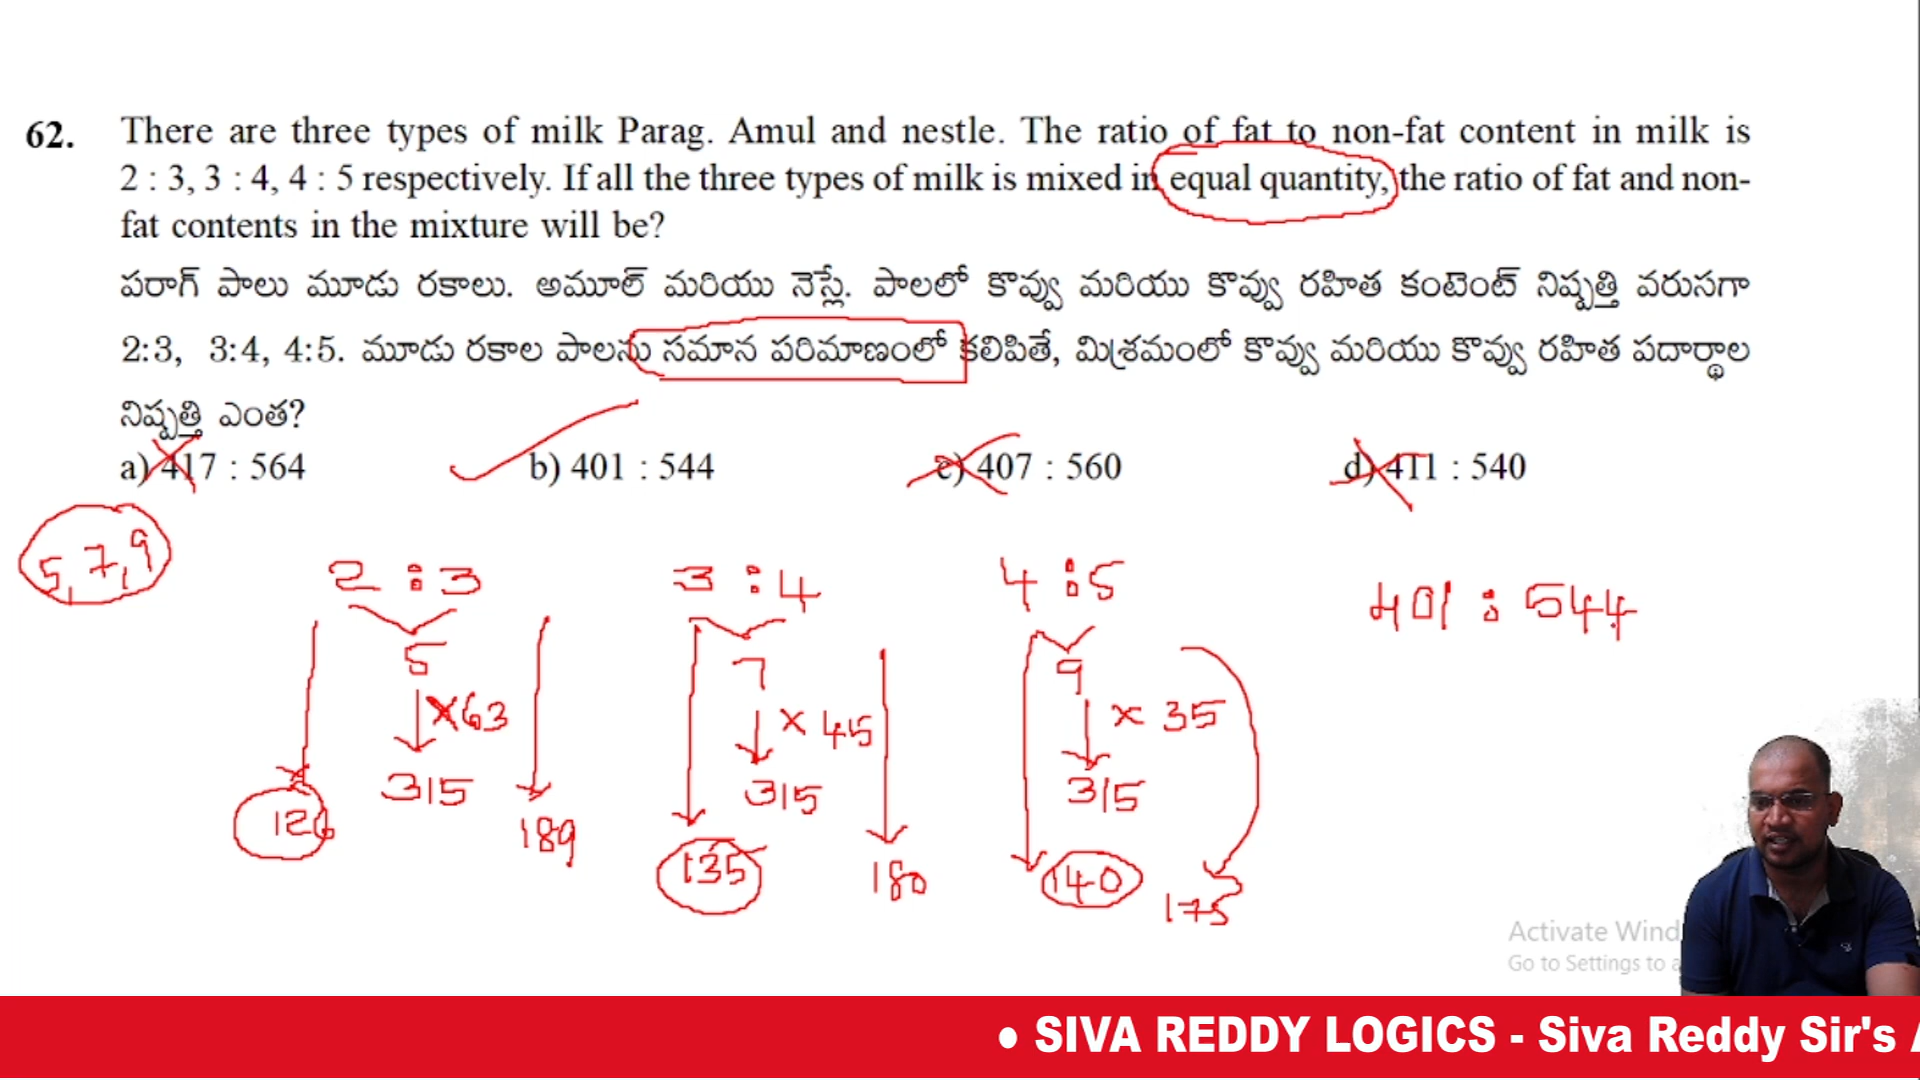 62. There are three types of milk Parag. Amul and nestle. The ratio of fat to non-fat content in milk is
2 : 3, 3 : 4, 4 : 5 respectively. If all the three types of milk is mixed in equal quantity, the ratio of fat and non-
fat contents in the mixture will be?
పరాగ్ పాలు మూడు రకాలు. అమూల్ మరియు నెస్లే. పాలలో కొవ్వు మరియు కొవ్వు రహిత కంటెంట్ నిష్పత్తి వరుసగా
2:3, 3:4, 4:5. మూడు రకాల పాలను సమాన పరిమాణంలో కలిపితే, మిశ్రమంలో కొవ్వు మరియు కొవ్వు రహిత పదార్థాల
నిష్పత్తి ఎంత?
a) 417 : 564 b) 401 : 544 c) 407 : 560 d) 411 : 540
5, 7, 9
2 : 3 3 : 4 4 : 5 401 : 544
5 7 9
×63 × 45 × 35
315 315 315
126 189 135 180 140 175
Activate Wind
Go to Settings to a
• SIVA REDDY LOGICS - Siva Reddy Sir's